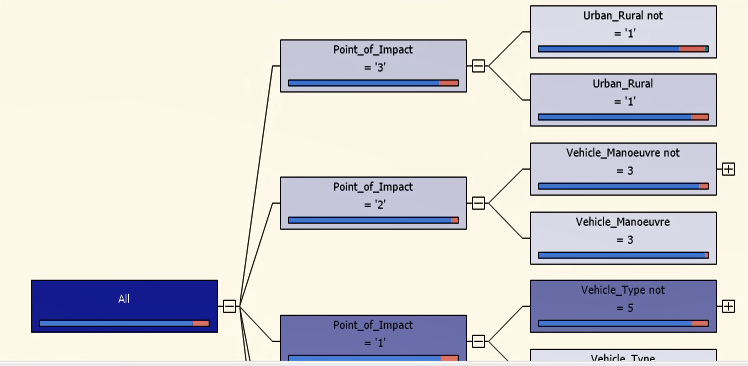 Urban_Rural not
= '1'
Point_of_Impact
= '3'
Urban_Rural
= '1'
Vehicle_Manoeuvre not
= 3
Point_of_Impact
= '2'
Vehicle_Manoeuvre
= 3
All
Vehicle_Type not
= 5
Point_of_Impact
= '1'
Vehicle_Type